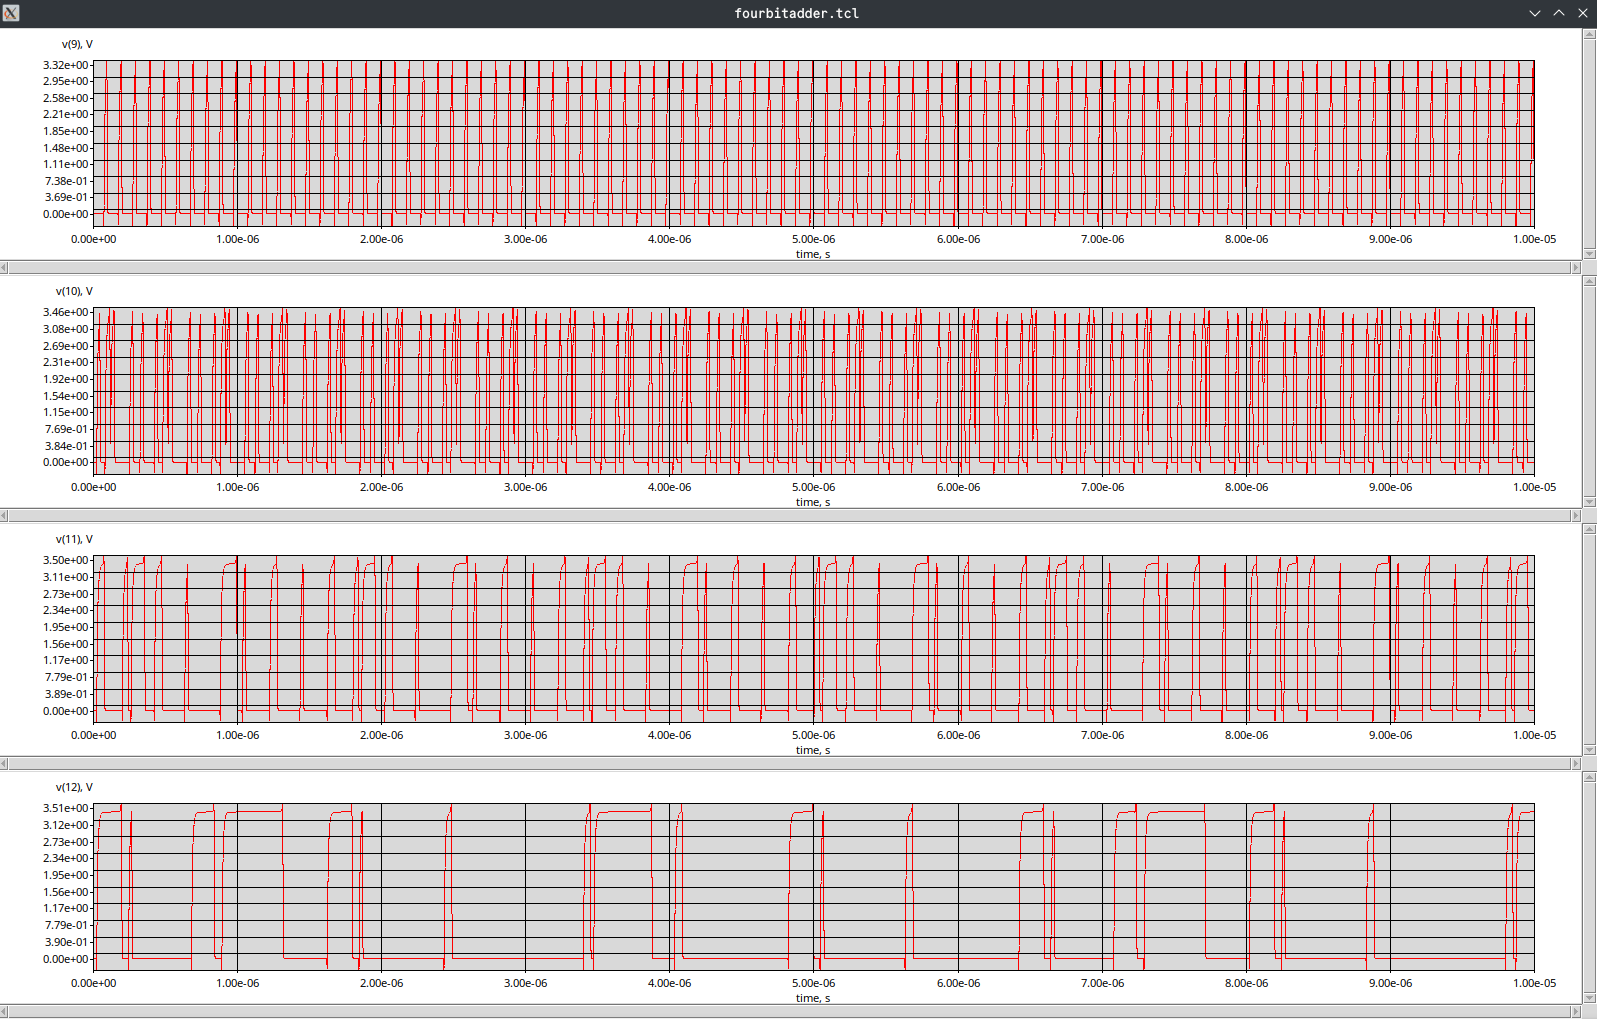 fourbitadder.tcl
v(9), V
3.32e+00
2.95e+00
2.58e+00
2.21e+00
1.85e+00
1.48e+00
1.11e+00
7.38e-01
3.69e-01
0.00e+00
0.00e+00 1.00e-06 2.00e-06 3.00e-06 4.00e-06 5.00e-06 6.00e-06 7.00e-06 8.00e-06 9.00e-06 1.00e-05
time, s
v(10), V
3.46e+00
3.08e+00
2.69e+00
2.31e+00
1.92e+00
1.54e+00
1.15e+00
7.69e-01
3.84e-01
0.00e+00
0.00e+00 1.00e-06 2.00e-06 3.00e-06 4.00e-06 5.00e-06 6.00e-06 7.00e-06 8.00e-06 9.00e-06 1.00e-05
time, s
v(11), V
3.50e+00
3.11e+00
2.73e+00
2.34e+00
1.95e+00
1.56e+00
1.17e+00
7.79e-01
3.89e-01
0.00e+00
0.00e+00 1.00e-06 2.00e-06 3.00e-06 4.00e-06 5.00e-06 6.00e-06 7.00e-06 8.00e-06 9.00e-06 1.00e-05
time, s
v(12), V
3.51e+00
3.12e+00
2.73e+00
2.34e+00
1.95e+00
1.56e+00
1.17e+00
7.79e-01
3.90e-01
0.00e+00
0.00e+00 1.00e-06 2.00e-06 3.00e-06 4.00e-06 5.00e-06 6.00e-06 7.00e-06 8.00e-06 9.00e-06 1.00e-05
time, s